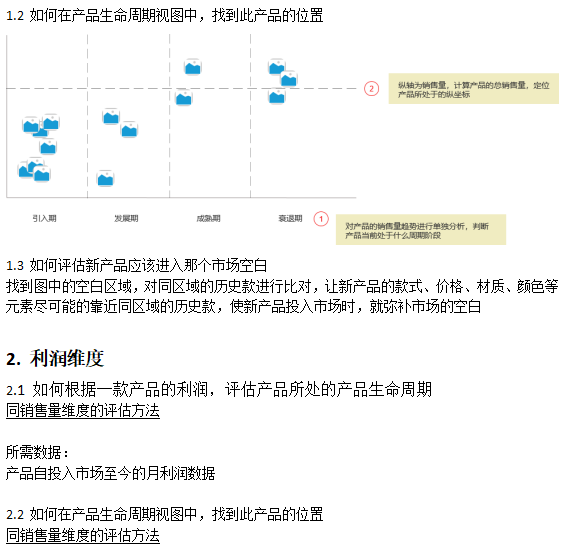 1.2 如何在产品生命周期视图中，找到此产品的位置
2
纵轴为销售量，计算产品的总销售量，定位
产品所处于的纵坐标
引入期
发展期
成熟期
衰退期
1
对产品的销售量趋势进行单独分析，判断
产品当前处于什么周期阶段
1.3 如何评估新产品应该进入那个市场空白
找到图中的空白区域，对同区域的历史款进行比对，让新产品的款式、价格、材质、颜色等
元素尽可能的靠近同区域的历史款，使新产品投入市场时，就弥补市场的空白
2. 利润维度
2.1 如何根据一款产品的利润，评估产品所处的产品生命周期
同销售量维度的评估方法
所需数据：
产品自投入市场至今的月利润数据
2.2 如何在产品生命周期视图中，找到此产品的位置
同销售量维度的评估方法